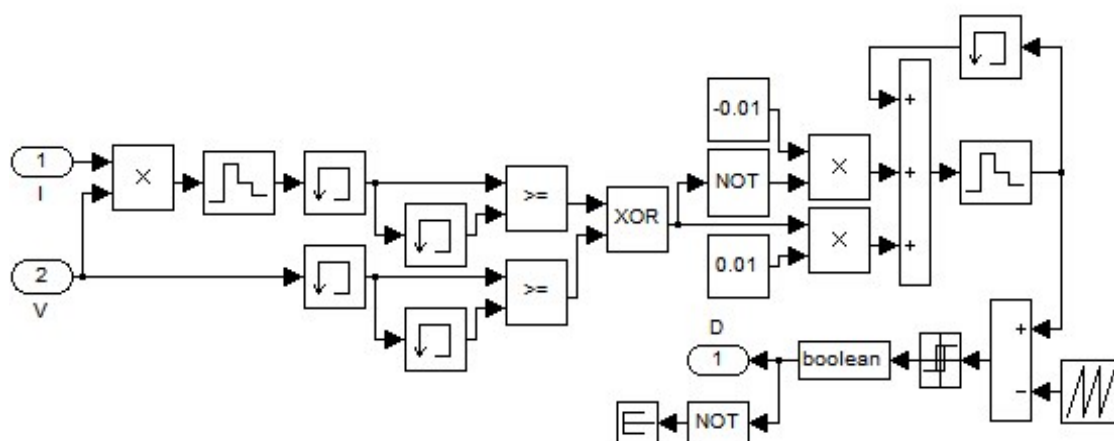 1
I
2
V
×
>=
>=
XOR
-0.01
NOT
0.01
×
×
+
+
+
D
1
boolean
NOT
+
−